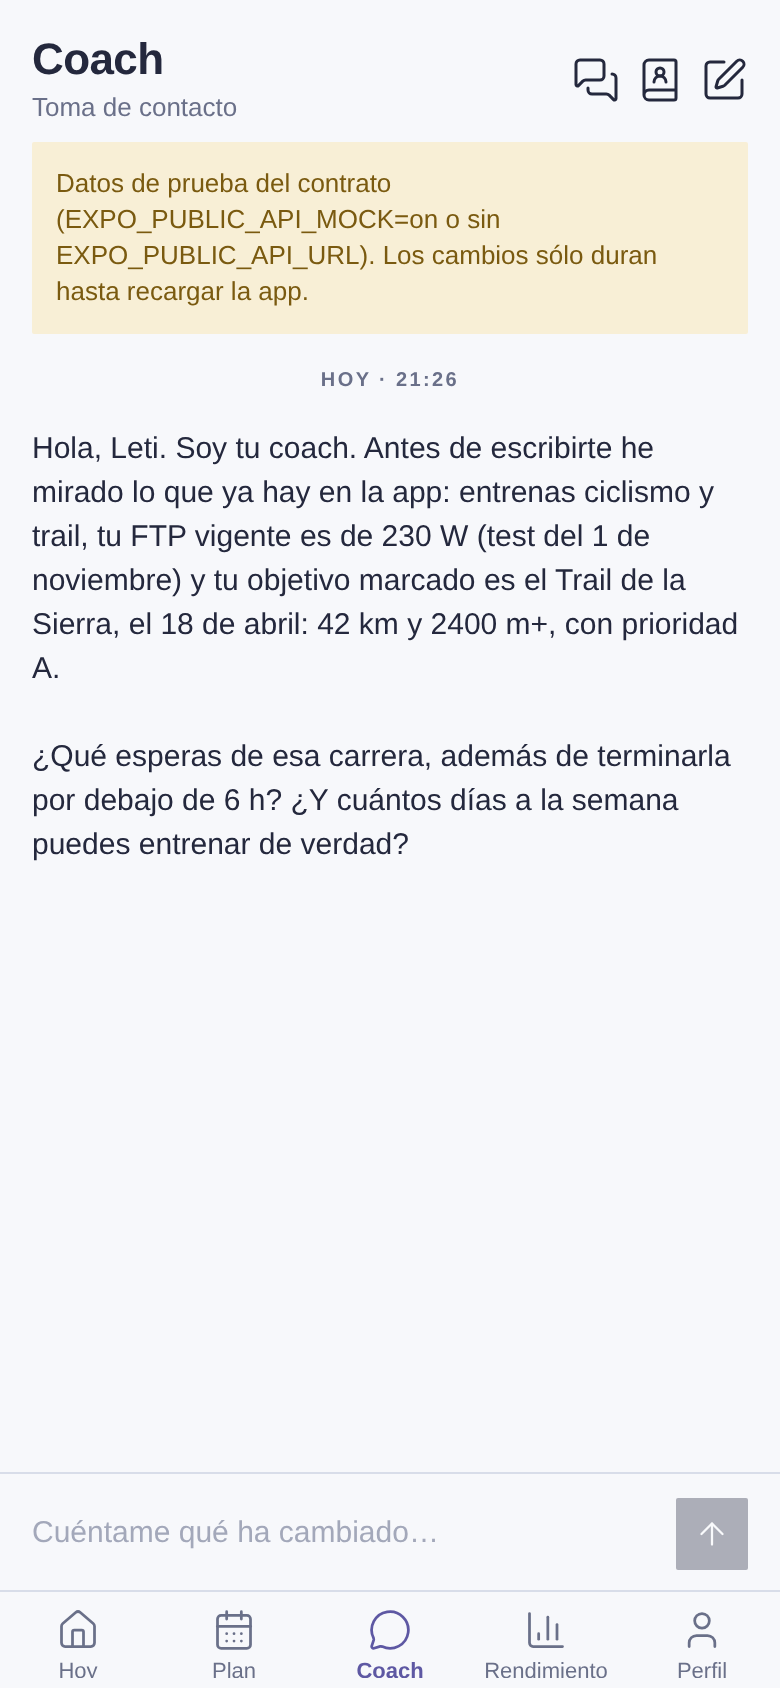 Coach
Toma de contacto
Datos de prueba del contrato
(EXPO_PUBLIC_API_MOCK=on o sin
EXPO_PUBLIC_API_URL). Los cambios sólo duran
hasta recargar la app.
HOY · 21:26
Hola, Leti. Soy tu coach. Antes de escribirte he
mirado lo que ya hay en la app: entrenas ciclismo y
trail, tu FTP vigente es de 230 W (test del 1 de
noviembre) y tu objetivo marcado es el Trail de la
Sierra, el 18 de abril: 42 km y 2400 m+, con prioridad
A.
¿Qué esperas de esa carrera, además de terminarla
por debajo de 6 h? ¿Y cuántos días a la semana
puedes entrenar de verdad?
Cuéntame qué ha cambiado…
Hoy
Plan
Coach
Rendimiento
Perfil